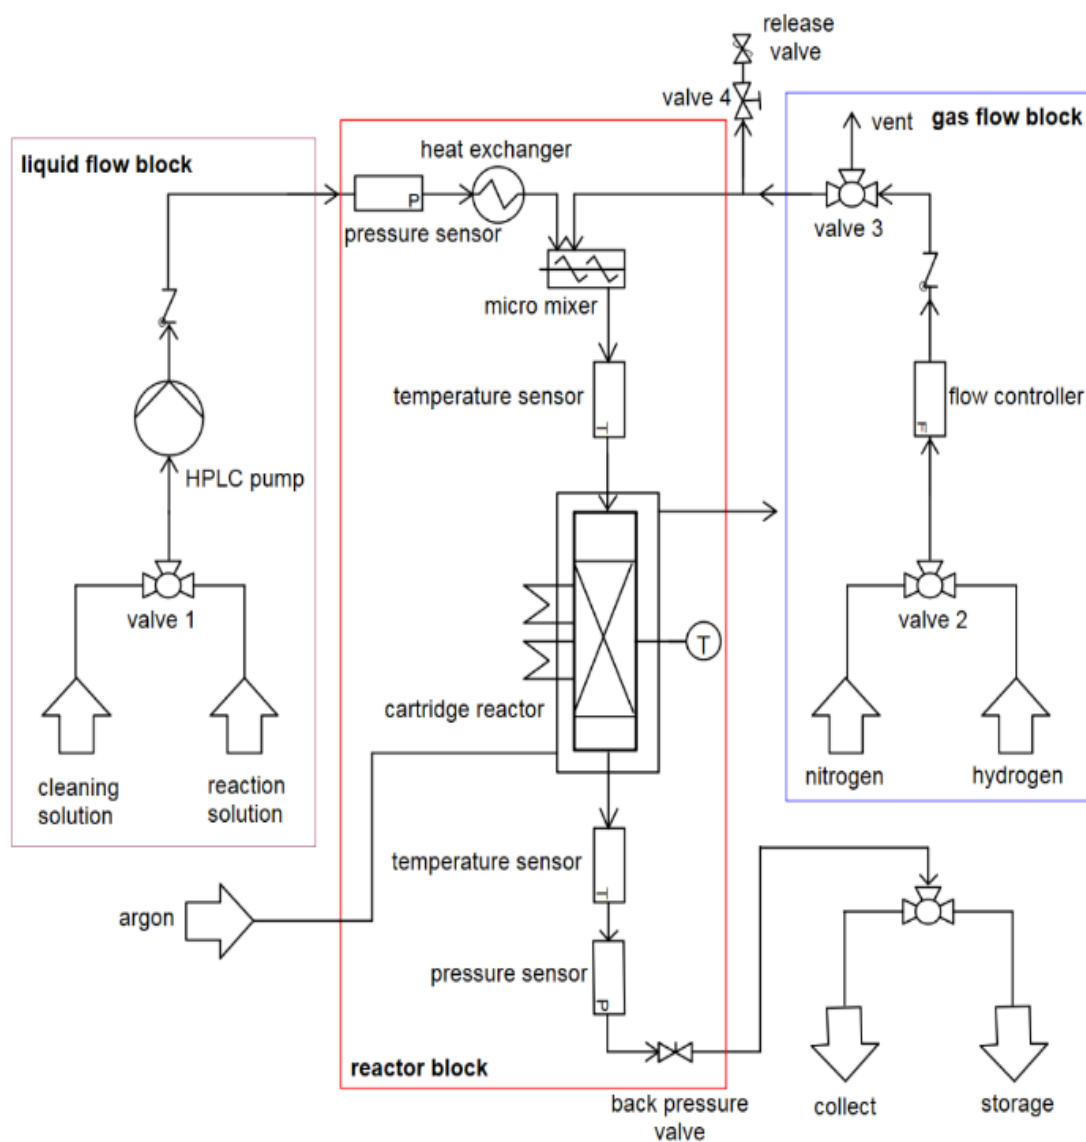 release
valve
valve 4
vent
gas flow block
liquid flow block
heat exchanger
P
pressure sensor
valve 3
micro mixer
temperature sensor
T
flow controller
F
HPLC pump
valve 1
valve 2
T
cartridge reactor
cleaning
solution
reaction
solution
nitrogen
hydrogen
temperature sensor
T
argon
pressure sensor
P
reactor block
back pressure
valve
collect
storage